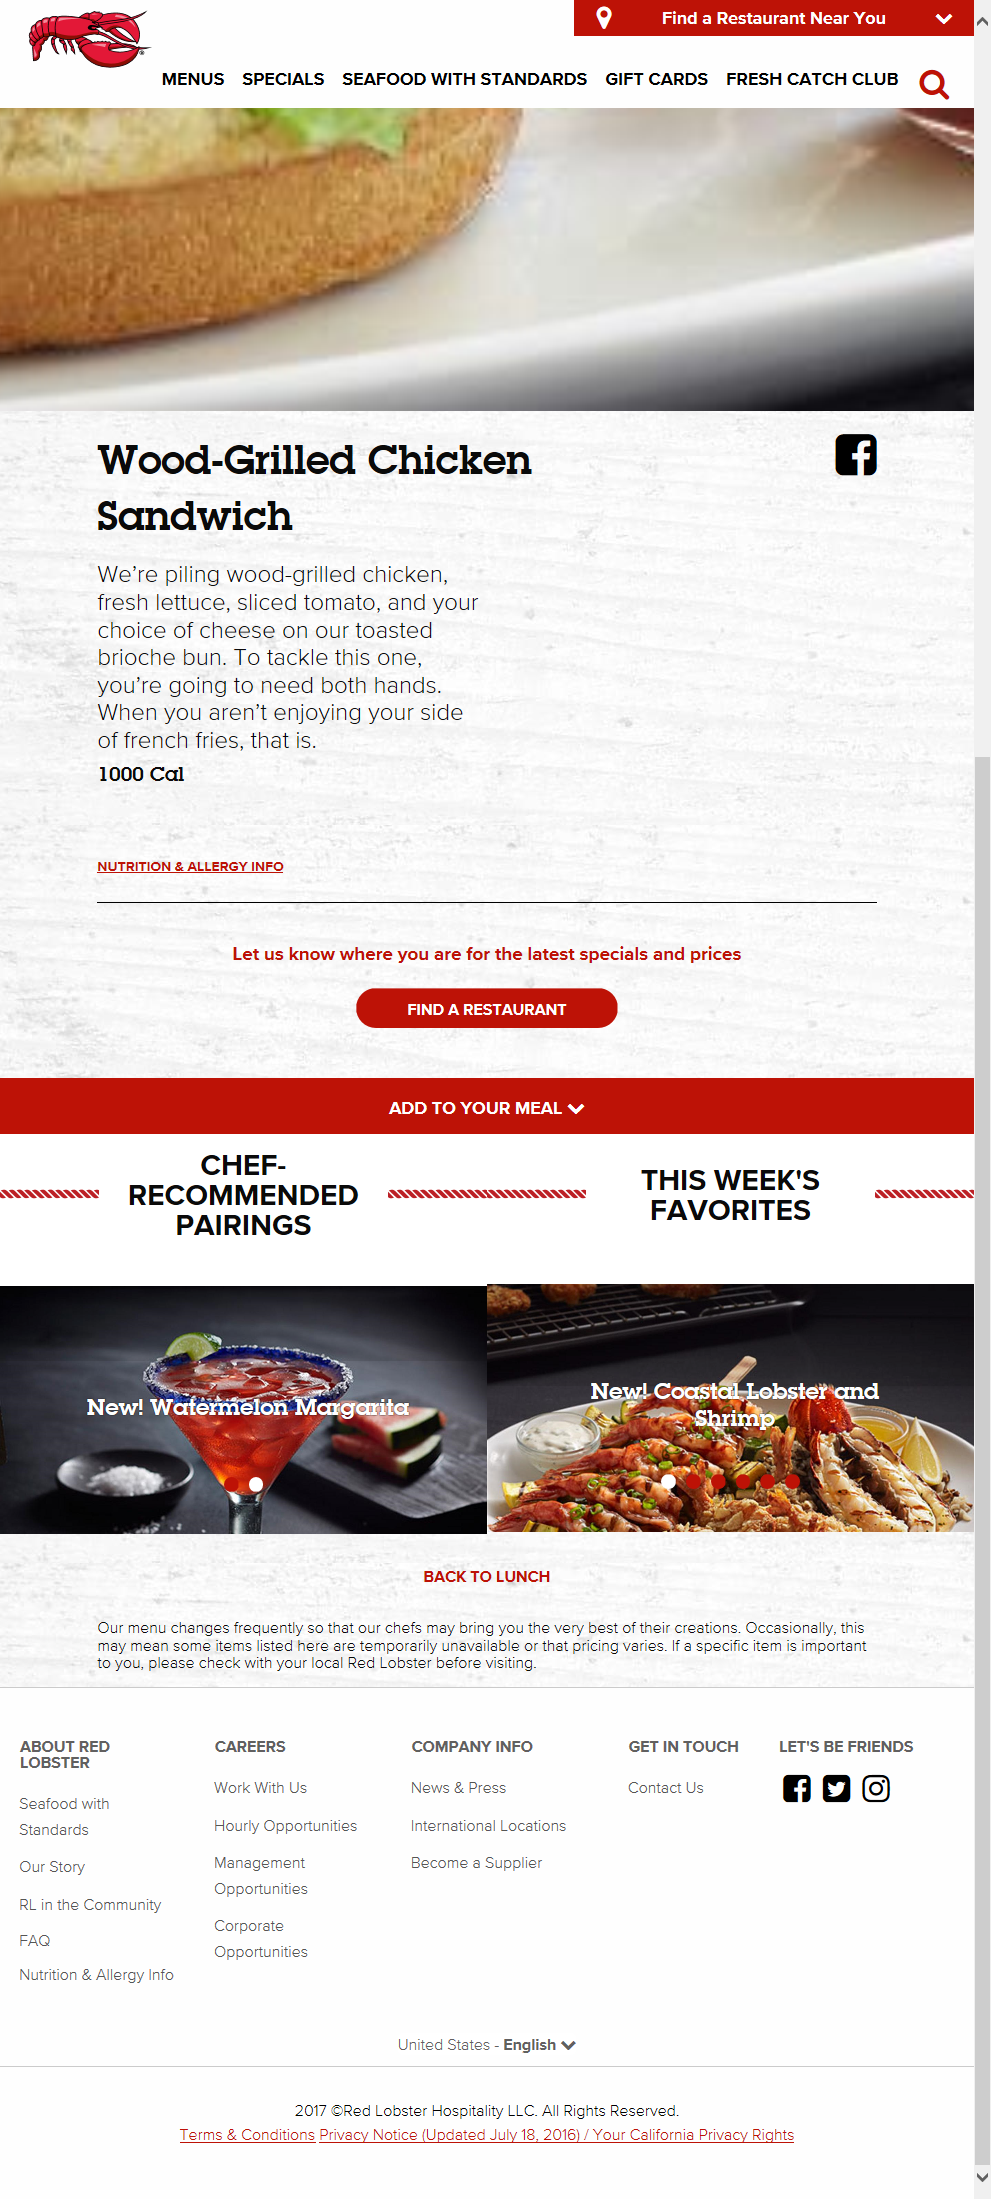 Find a Restaurant Near You
MENUS SPECIALS SEAFOOD WITH STANDARDS GIFT CARDS FRESH CATCH CLUB
Wood-Grilled Chicken
Sandwich
We're piling wood-grilled chicken,
fresh lettuce, sliced tomato, and your
choice of cheese on our toasted
brioche bun. To tackle this one,
you're going to need both hands.
When you aren't enjoying your side
of french fries, that is.
1000 Cal
NUTRITION & ALLERGY INFO
Let us know where you are for the latest specials and prices
FIND A RESTAURANT
ADD TO YOUR MEAL
CHEF-
RECOMMENDED
PAIRINGS
THIS WEEK'S
FAVORITES
New! Watermelon Margarita
New! Coastal Lobster and
Shrimp
BACK TO LUNCH
Our menu changes frequently so that our chefs may bring you the very best of their creations. Occasionally, this
may mean some items listed here are temporarily unavailable or that pricing varies. If a specific item is important
to you, please check with your local Red Lobster before visiting.
ABOUT RED
LOBSTER
Seafood with
Standards
Our Story
RL in the Community
FAQ
Nutrition & Allergy Info
CAREERS
Work With Us
Hourly Opportunities
Management
Opportunities
Corporate
Opportunities
COMPANY INFO
News & Press
International Locations
Become a Supplier
GET IN TOUCH
Contact Us
LET'S BE FRIENDS
United States - English
2017 ©Red Lobster Hospitality LLC. All Rights Reserved.
Terms & Conditions Privacy Notice (Updated July 18, 2016) / Your California Privacy Rights